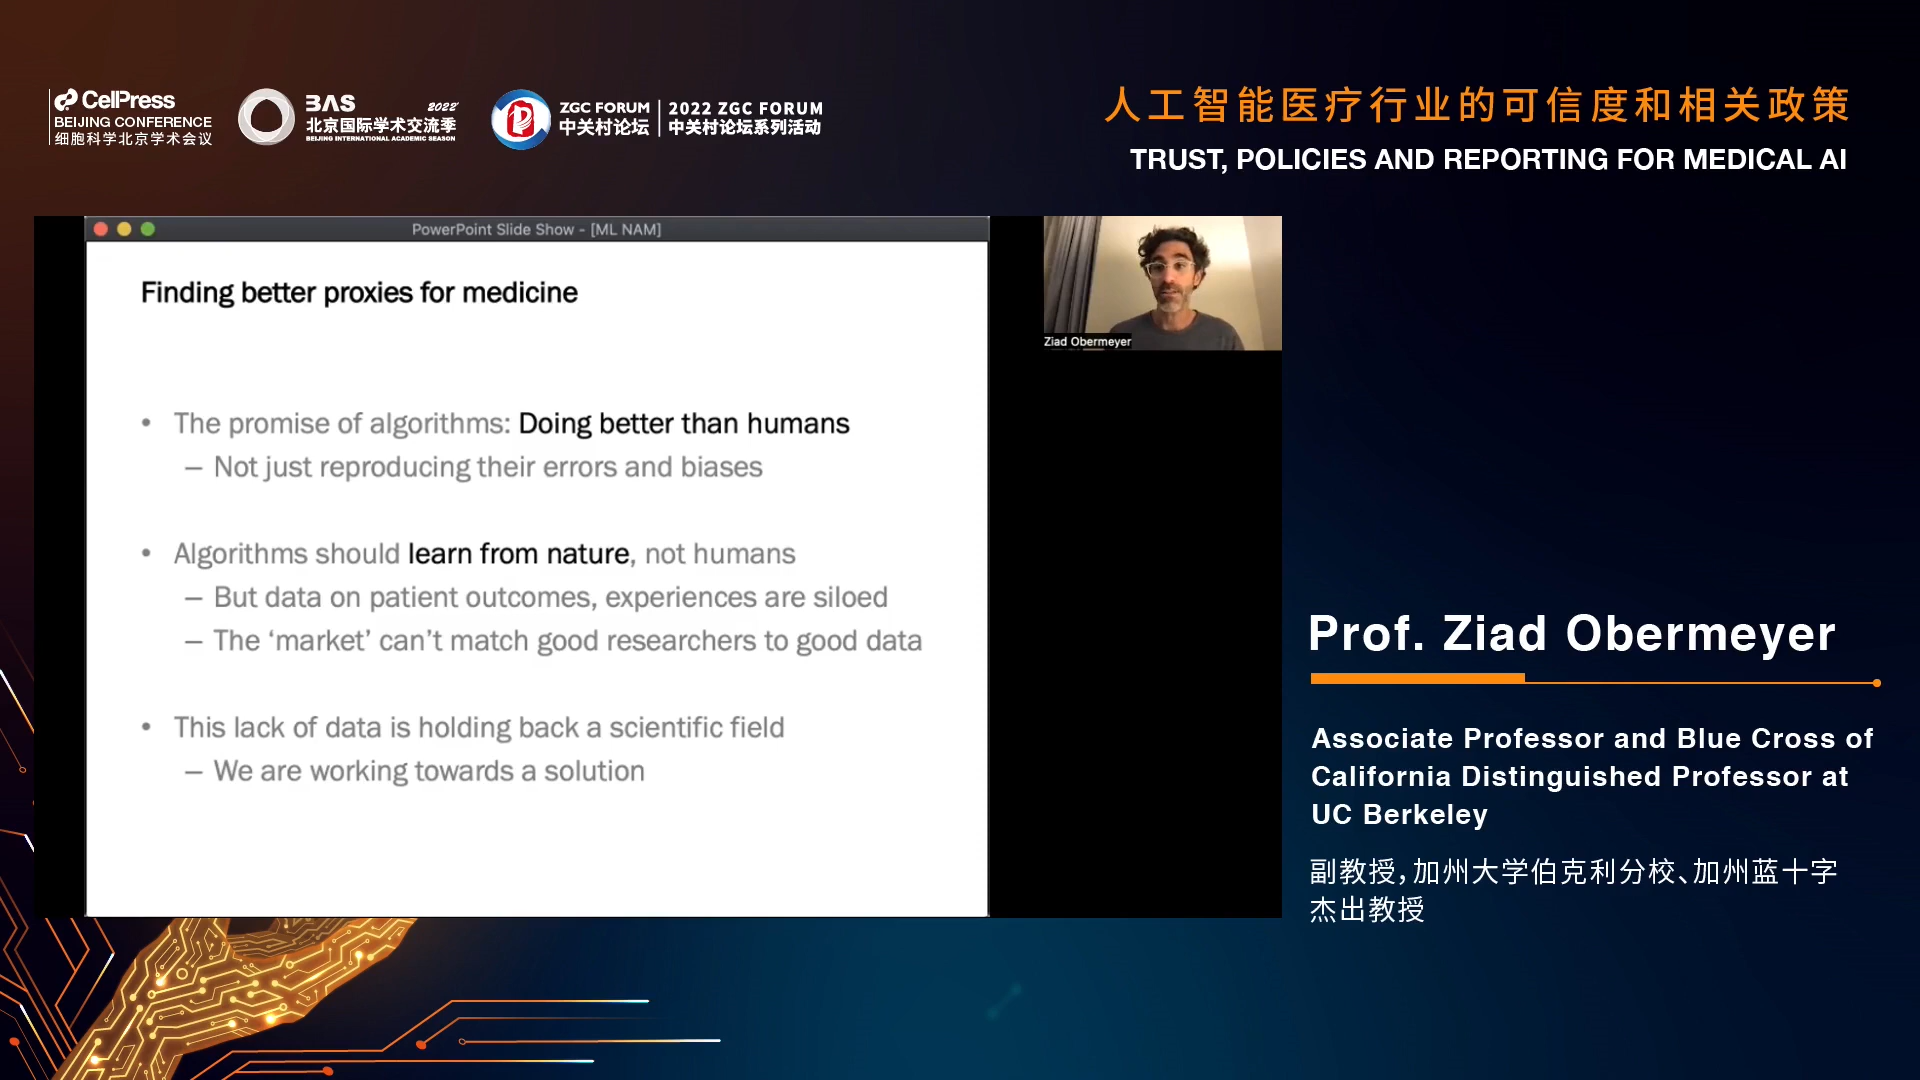 CellPress
BEIJING CONFERENCE
细胞科学北京学术会议
BAS 2022'
北京国际学术交流季
BEIJING INTERNATIONAL ACADEMIC SEASON
ZGC FORUM
中关村论坛
2022 ZGC FORUM
中关村论坛系列活动
人工智能医疗行业的可信度和相关政策
TRUST, POLICIES AND REPORTING FOR MEDICAL AI
PowerPoint Slide Show - [ML NAM]
Finding better proxies for medicine
• The promise of algorithms: Doing better than humans
– Not just reproducing their errors and biases
• Algorithms should learn from nature, not humans
– But data on patient outcomes, experiences are siloed
– The ‘market’ can’t match good researchers to good data
• This lack of data is holding back a scientific field
– We are working towards a solution
Ziad Obermeyer
Prof. Ziad Obermeyer
Associate Professor and Blue Cross of
California Distinguished Professor at
UC Berkeley
副教授，加州大学伯克利分校、加州蓝十字
杰出教授